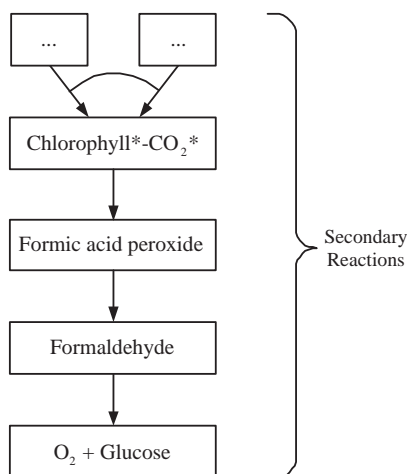 ... ...
Chlorophyll*-CO₂*
Formic acid peroxide
Formaldehyde
O₂ + Glucose
Secondary
Reactions